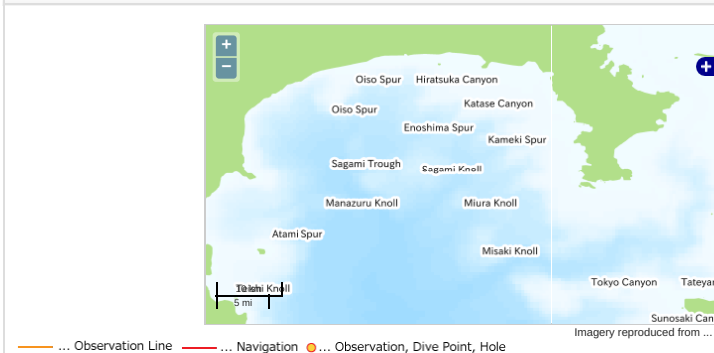 +
−
Oiso Spur
Hiratsuka Canyon
Katase Canyon
Oiso Spur
Enoshima Spur
Kameki Spur
Sagami Trough
Sagami Knoll
Manazuru Knoll
Miura Knoll
Atami Spur
Misaki Knoll
Tokyo Canyon
Knoll
5 mi
Imagery reproduced from ...
... Observation Line
... Navigation
... Observation, Dive Point, Hole